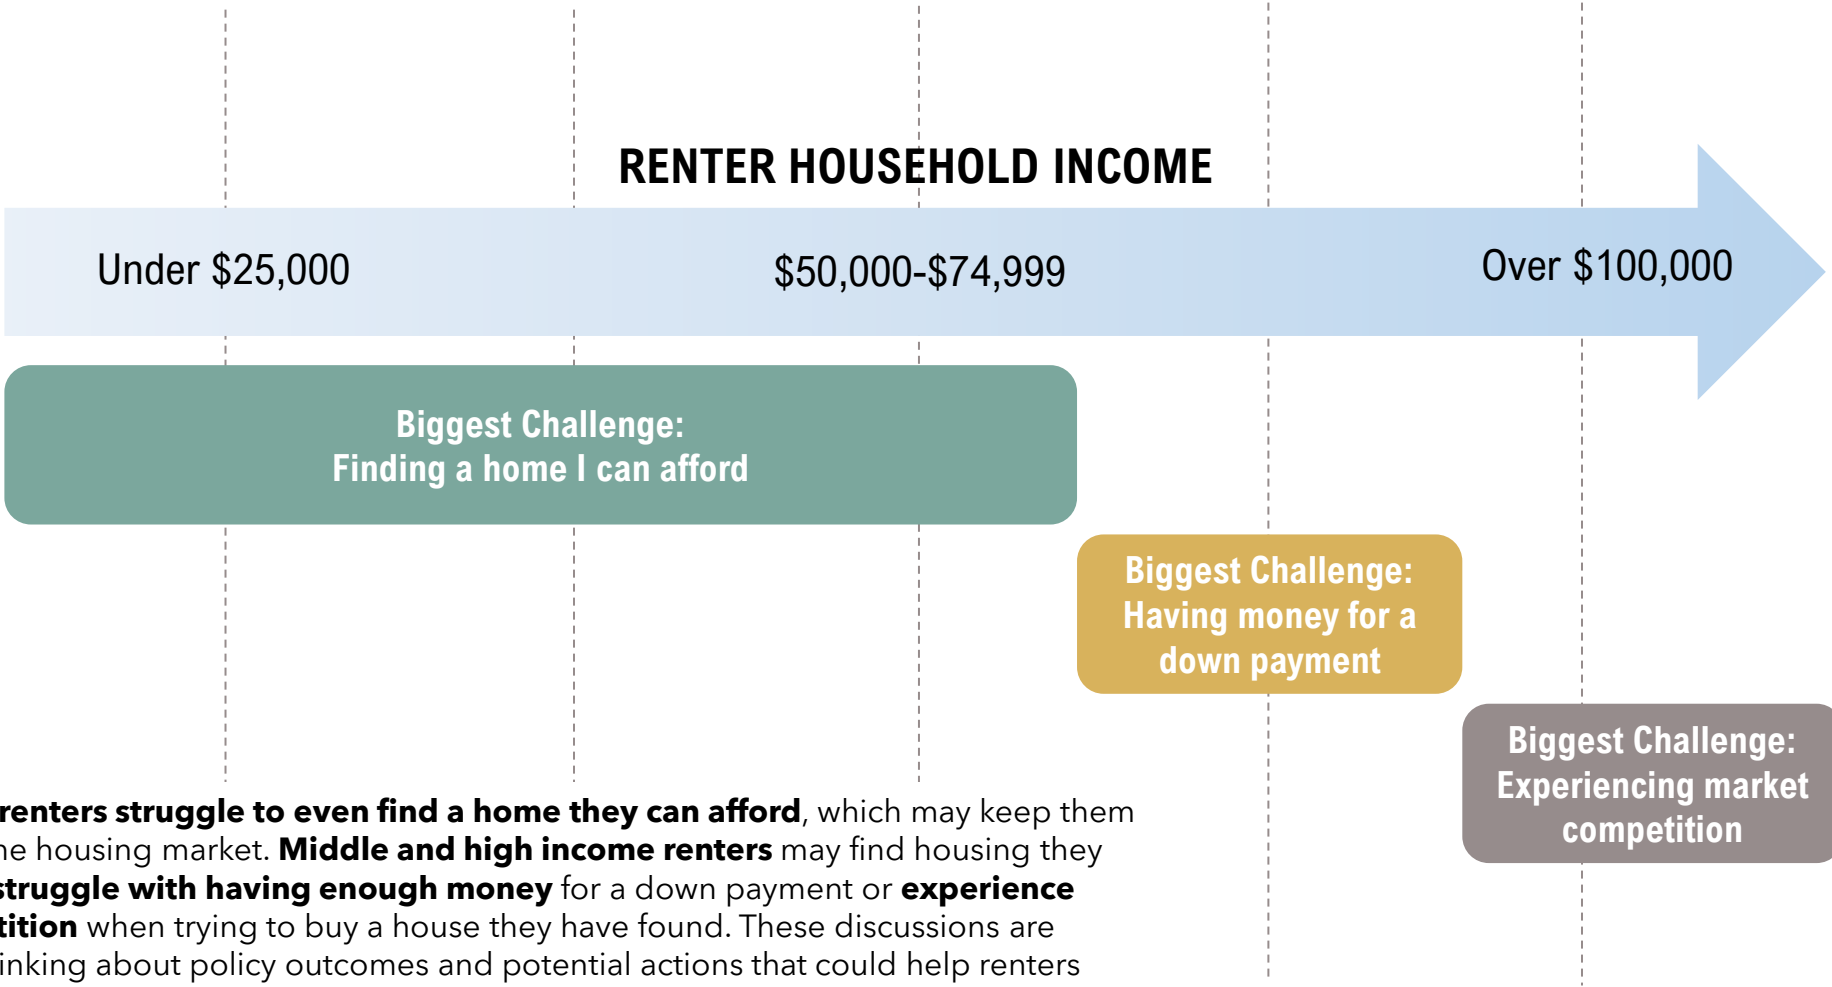 RENTER HOUSEHOLD INCOME
Under $25,000
$50,000-$74,999
Over $100,000
Biggest Challenge:
Finding a home I can afford
Biggest Challenge:
Having money for a
down payment
Biggest Challenge:
Experiencing market
competition
renters struggle to even find a home they can afford, which may keep them
housing market. Middle and high income renters may find housing they
struggle with having enough money for a down payment or experience
when trying to buy a house they have found. These discussions are
about policy outcomes and potential actions that could help renters